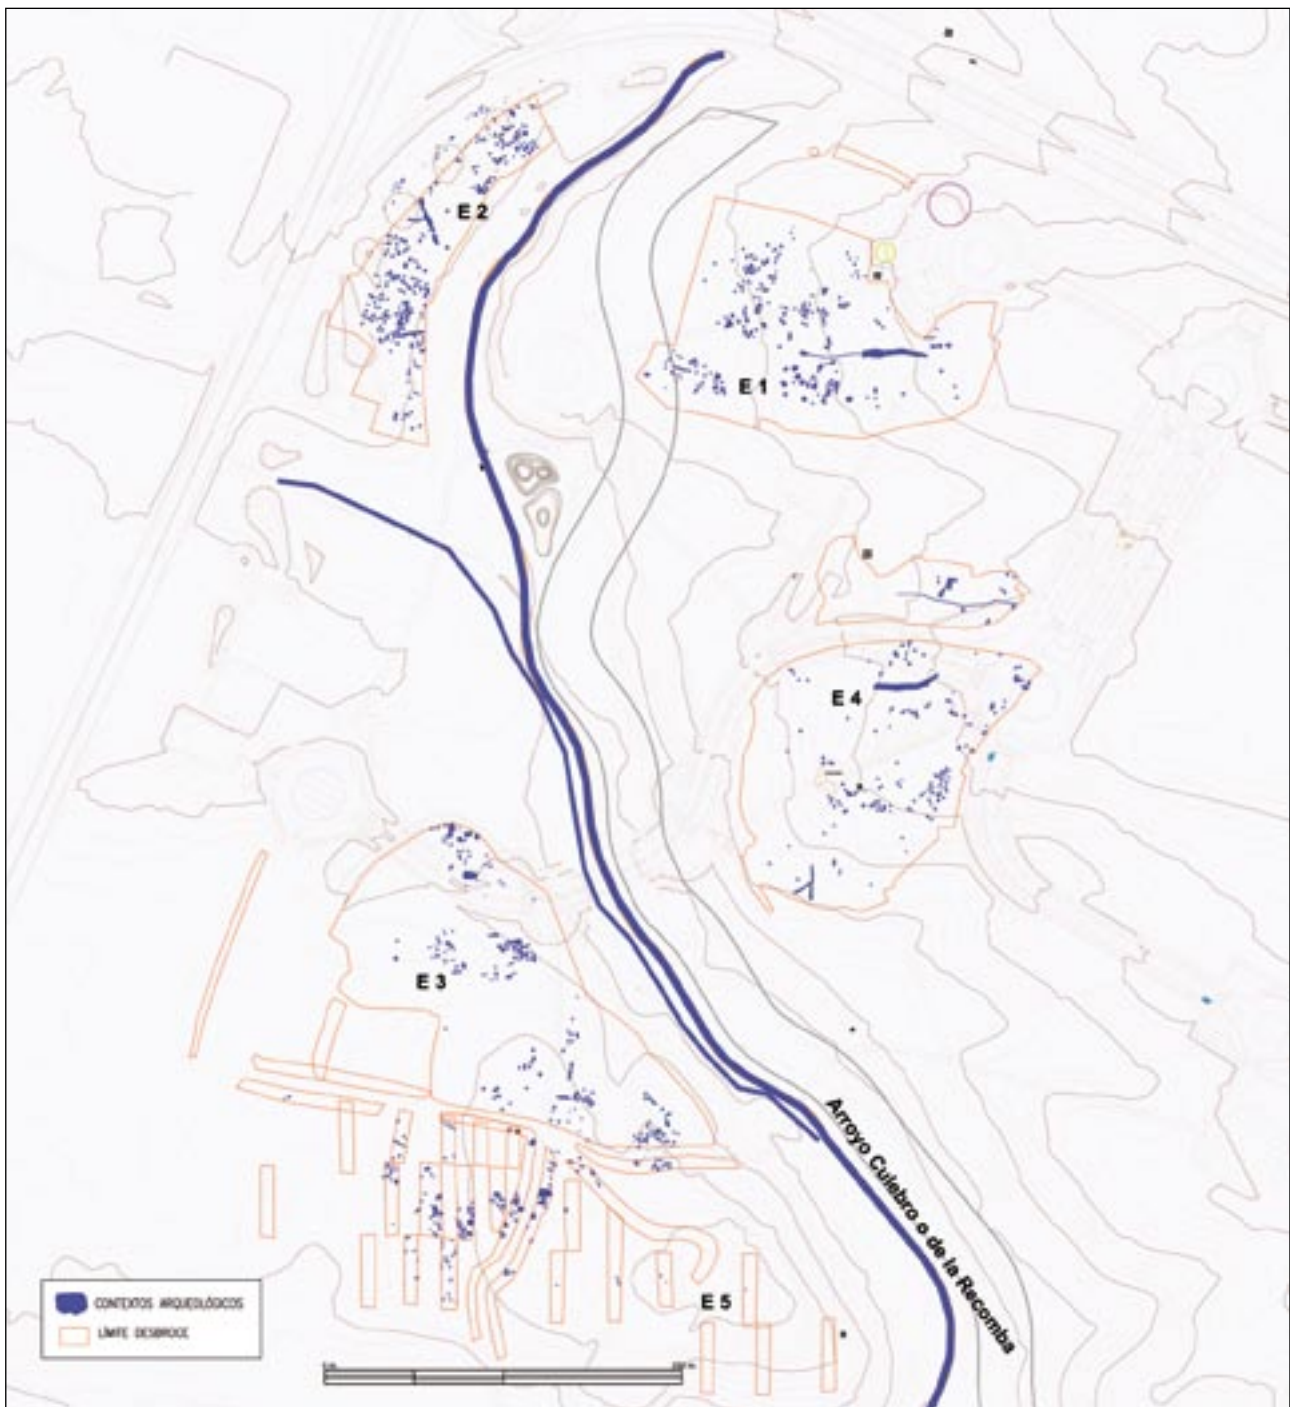 E 2
E 1
E 4
E 3
Arroyo Culebro o de la Recomba
E 5
CONTEXTOS ARQUEOLÓGICOS
LÍMITE DESBROCE